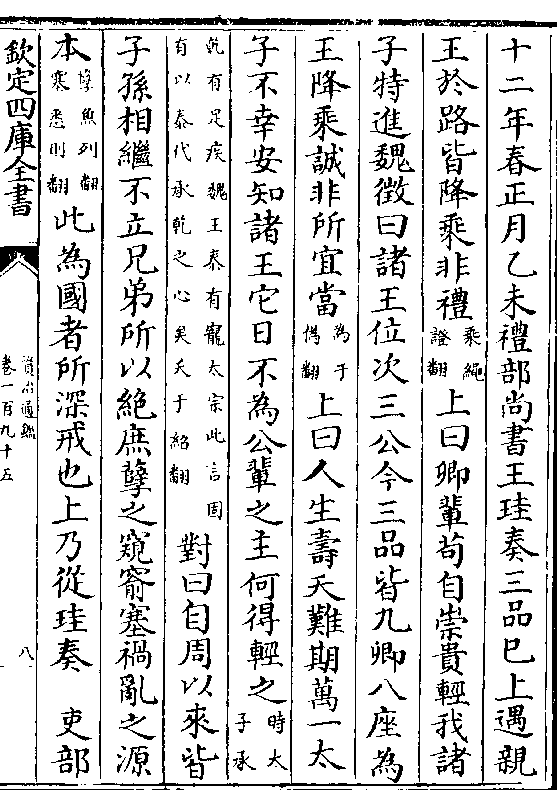 十二年春正月乙未禮部尚書王珪奏三品已上遇親
王於路皆降乘非禮乘繩證翻上曰卿輩苟自崇貴輕我諸
子特進魏徵曰諸王位次三公今三品皆九卿八座為
王降乘誠非所宜當為于偽翻上曰人生壽夭難期萬一太
子不幸安知諸王它日不為公輩之主何得輕之時太子承
乾有足疾魏王泰有寵太宗此言固有以泰代承乾之心矣夭于紹翻對曰自周以來皆
子孫相繼不立兄弟所以絶庶孽之窺窬塞禍亂之源
本孽魚列翻塞悉則翻此為國者所深戒也上乃從珪奏　吏部
欽定四庫全書
資治通鑑
卷一百九十五
八